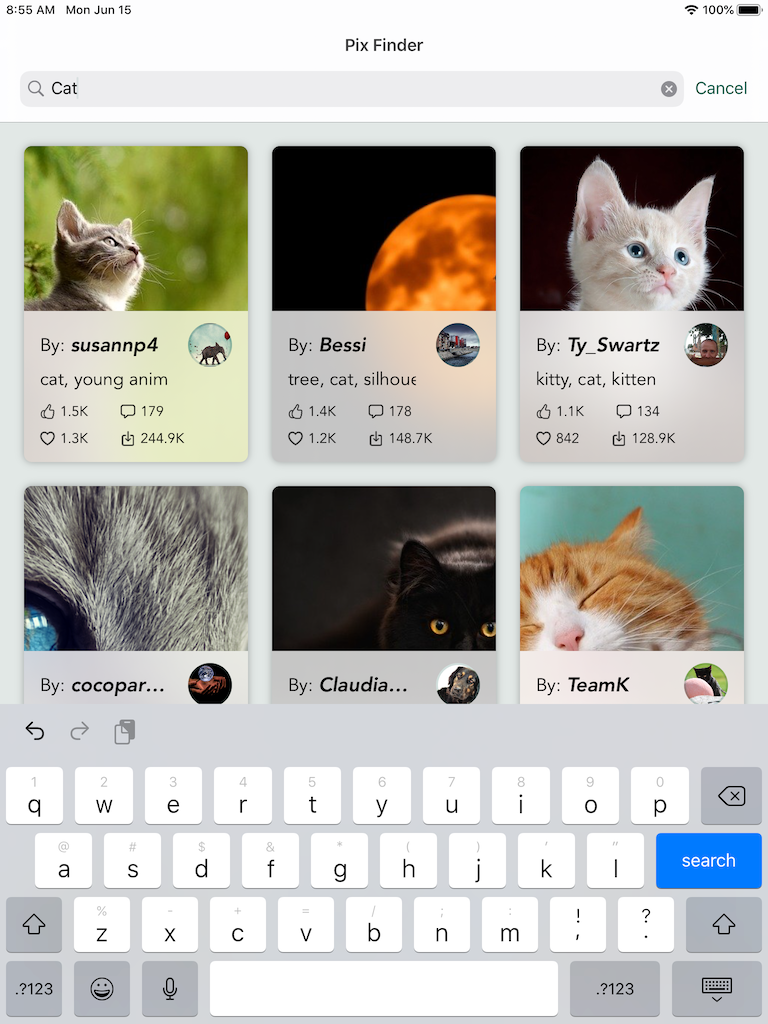 8:55 AM Mon Jun 15 100%
Pix Finder
Cat Cancel
By: susannp4
cat, young anim
1.5K 179
1.3K 244.9K
By: Bessi
tree, cat, silhoue
1.4K 178
1.2K 148.7K
By: Ty_Swartz
kitty, cat, kitten
1.1K 134
842 128.9K
By: cocopar...
By: Claudia...
By: TeamK
1 2 3 4 5 6 7 8 9 0
q w e r t y u i o p
@ # $ & * ( ) ' "
a s d f g h j k l search
% - + = / ; : ! ?
z x c v b n m , .
.?123 .?123